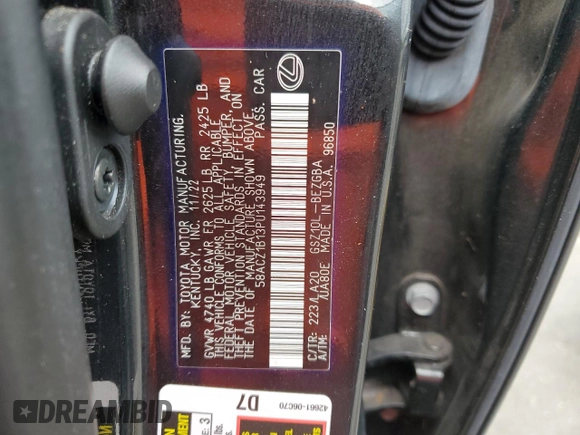 MFD. BY: TOYOTA MOTOR MANUFACTURING,
KENTUCKY, INC. 11/22
GVWR 4740 LB GAWR FR 2625 LB RR 2425 LB
THIS VEHICLE CONFORMS TO ALL APPLICABLE
FEDERAL MOTOR VEHICLE SAFETY, BUMPER, AND
THEFT PREVENTION STANDARDS IN EFFECT ON
THE DATE OF MANUFACTURE SHOWN ABOVE.
58ACZ1B13PU143949 PASS. CAR
C/TR: 223/LA20 GSZ10L-BEZGBA
A/TM: /UA80E MADE IN U.S.A. 96850
D7
42661-06C70
3
DREAMBID